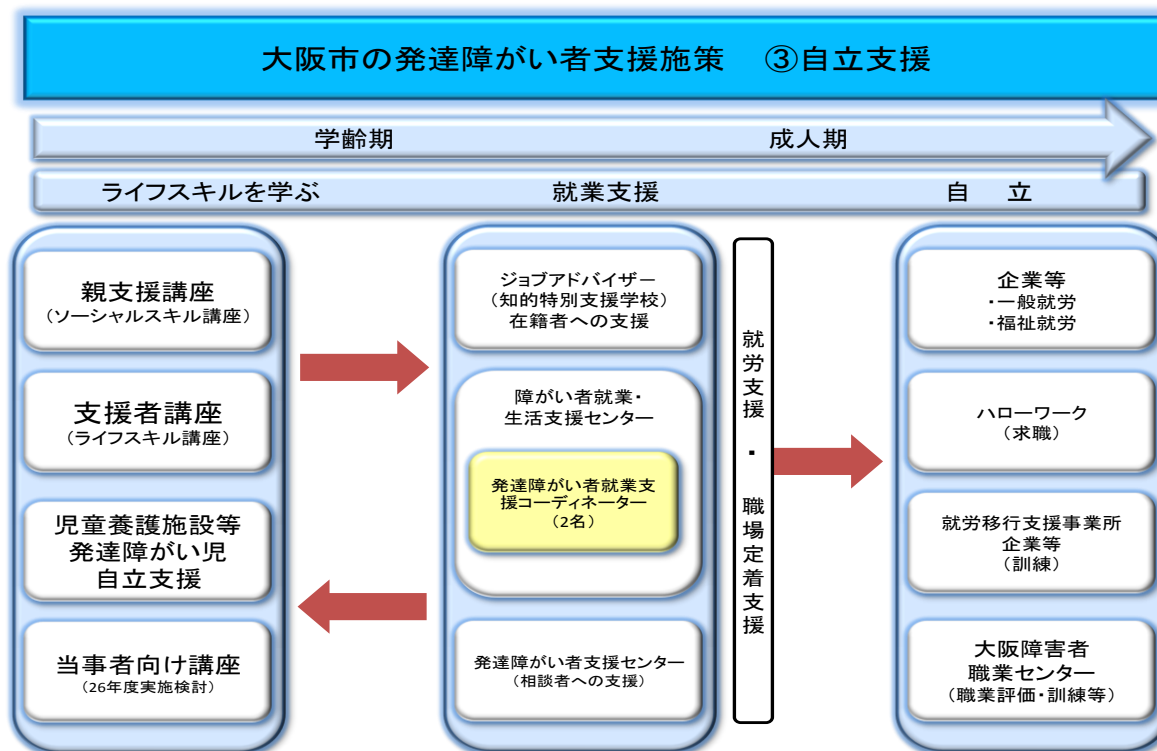 大阪市の発達障がい者支援施策　③自立支援
学齢期
成人期
ライフスキルを学ぶ
就業支援
自　立
親支援講座
（ソーシャルスキル講座）
支援者講座
（ライフスキル講座）
児童養護施設等
発達障がい児
自立支援
当事者向け講座
（26年度実施検討）
ジョブアドバイザー
（知的特別支援学校）
在籍者への支援
障がい者就業・
生活支援センター
発達障がい者就業支
援コーディネーター
（2名）
発達障がい者支援センター
（相談者への支援）
就労支援・職場定着支援
企業等
・一般就労
・福祉就労
ハローワーク
（求職）
就労移行支援事業所
企業等
（訓練）
大阪障害者
職業センター
（職業評価・訓練等）